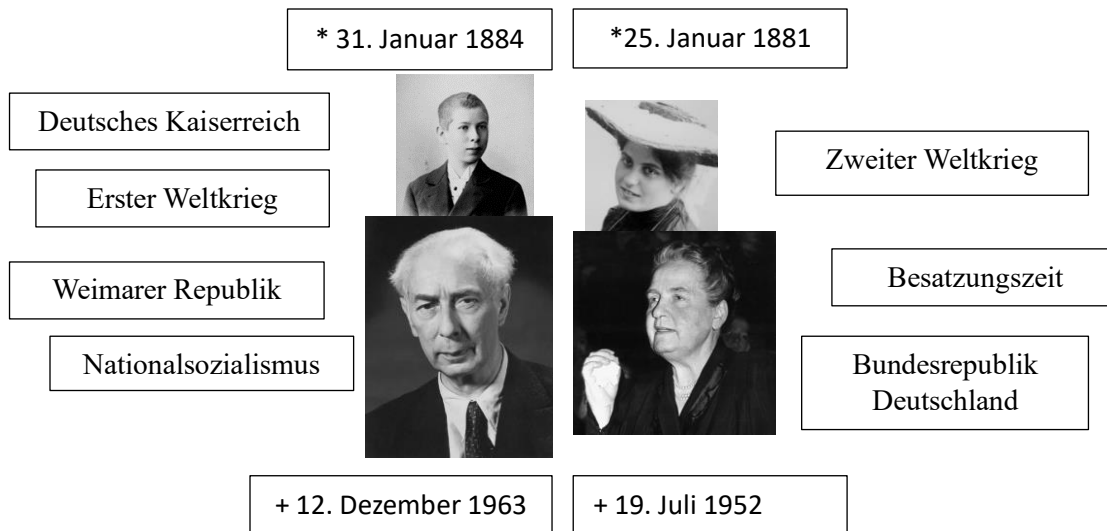 * 31. Januar 1884
*25. Januar 1881
Deutsches Kaiserreich
Erster Weltkrieg
Weimarer Republik
Nationalsozialismus
Zweiter Weltkrieg
Besatzungszeit
Bundesrepublik
Deutschland
+ 12. Dezember 1963
+ 19. Juli 1952